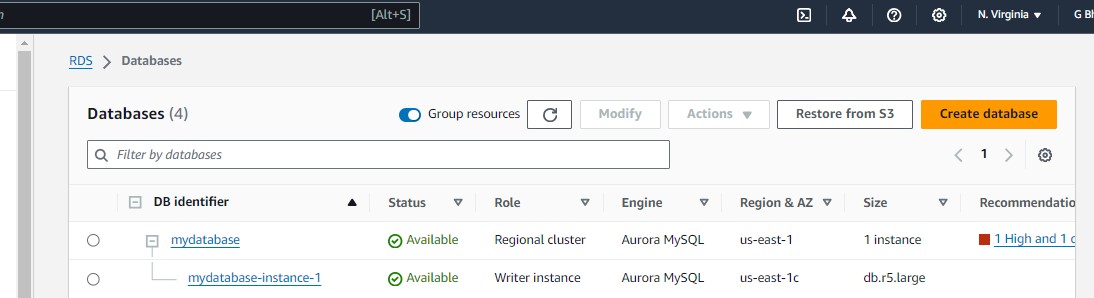 [Alt+S] N. Virginia
RDS Databases
Databases (4) Group resources Modify Actions Restore from S3 Create database
Filter by databases 1
DB identifier Status Role Engine Region & AZ Size Recommendatio
mydatabase Available Regional cluster Aurora MySQL us-east-1 1 instance 1 High and 1
mydatabase-instance-1 Available Writer instance Aurora MySQL us-east-1c db.r5.large